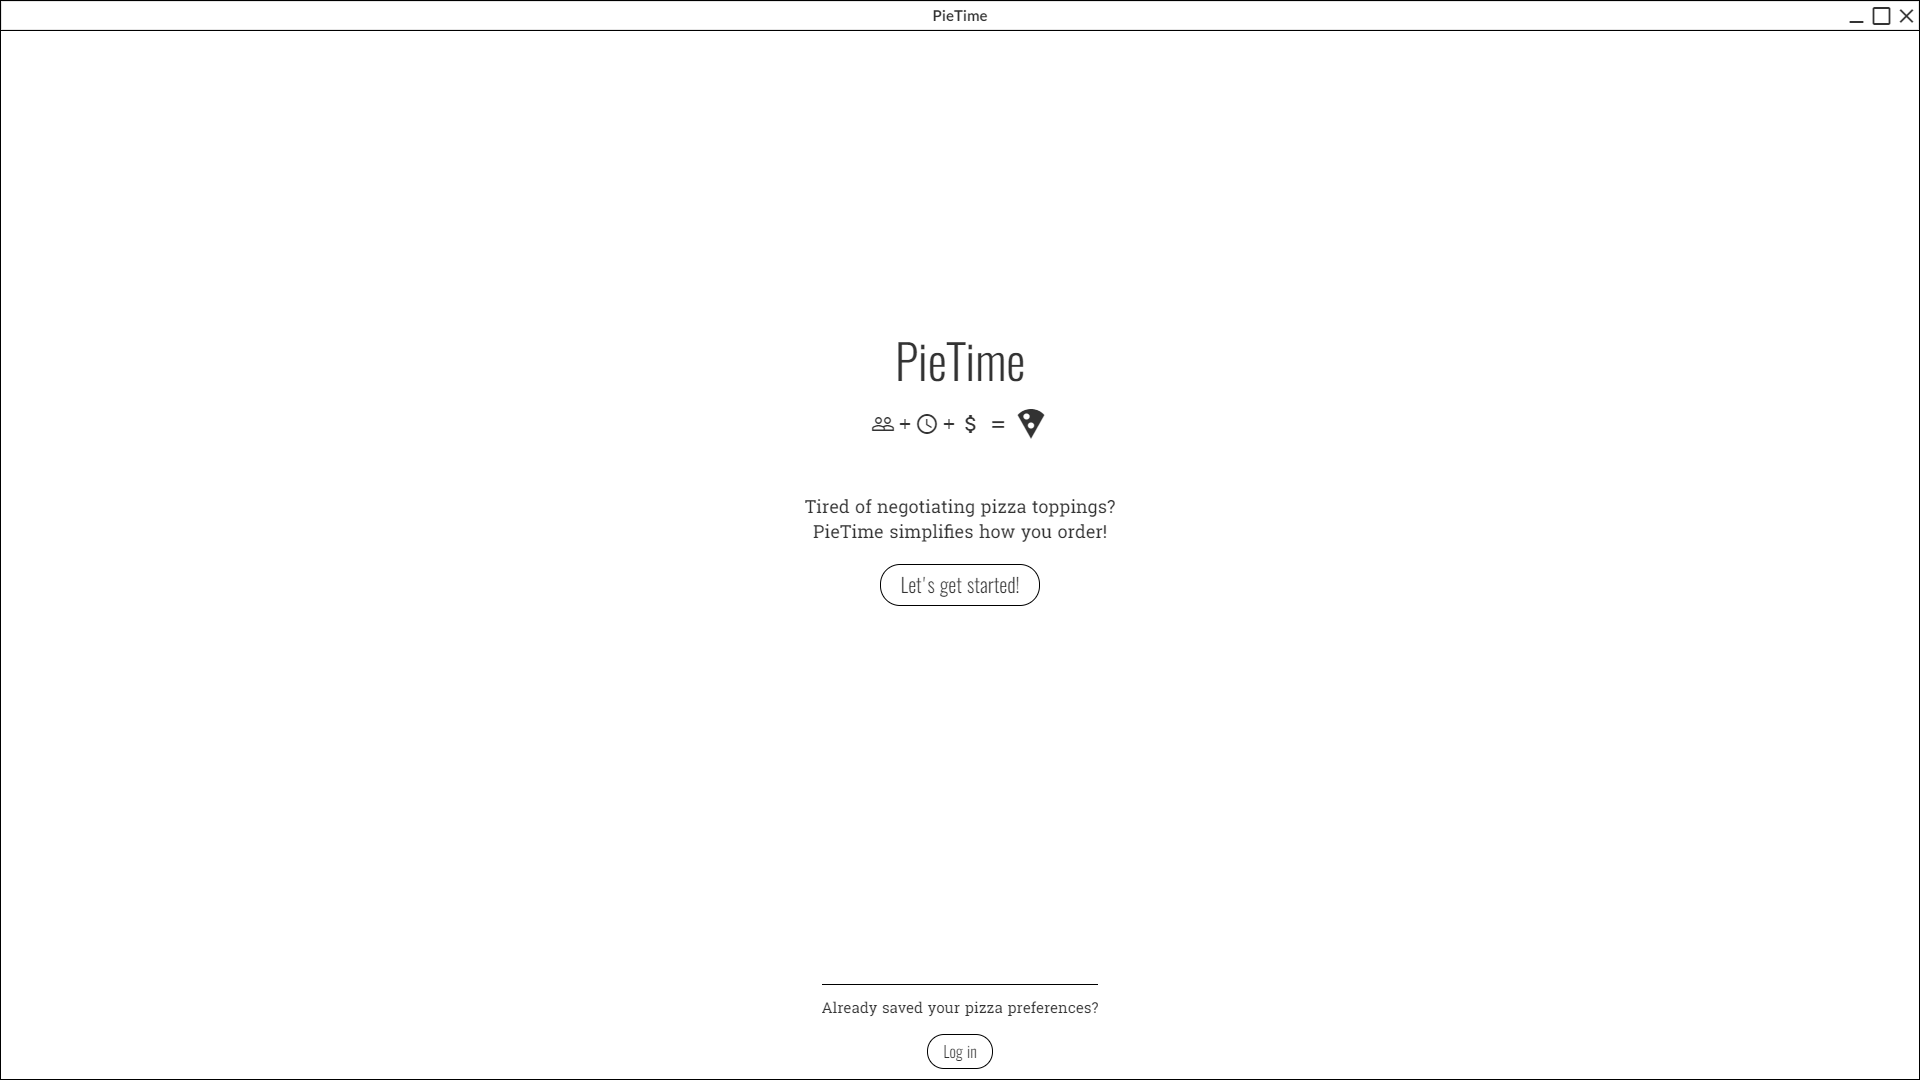 PieTime
PieTime
+ + $ =
Tired of negotiating pizza toppings?
PieTime simplifies how you order!
Let's get started!
Already saved your pizza preferences?
Log in